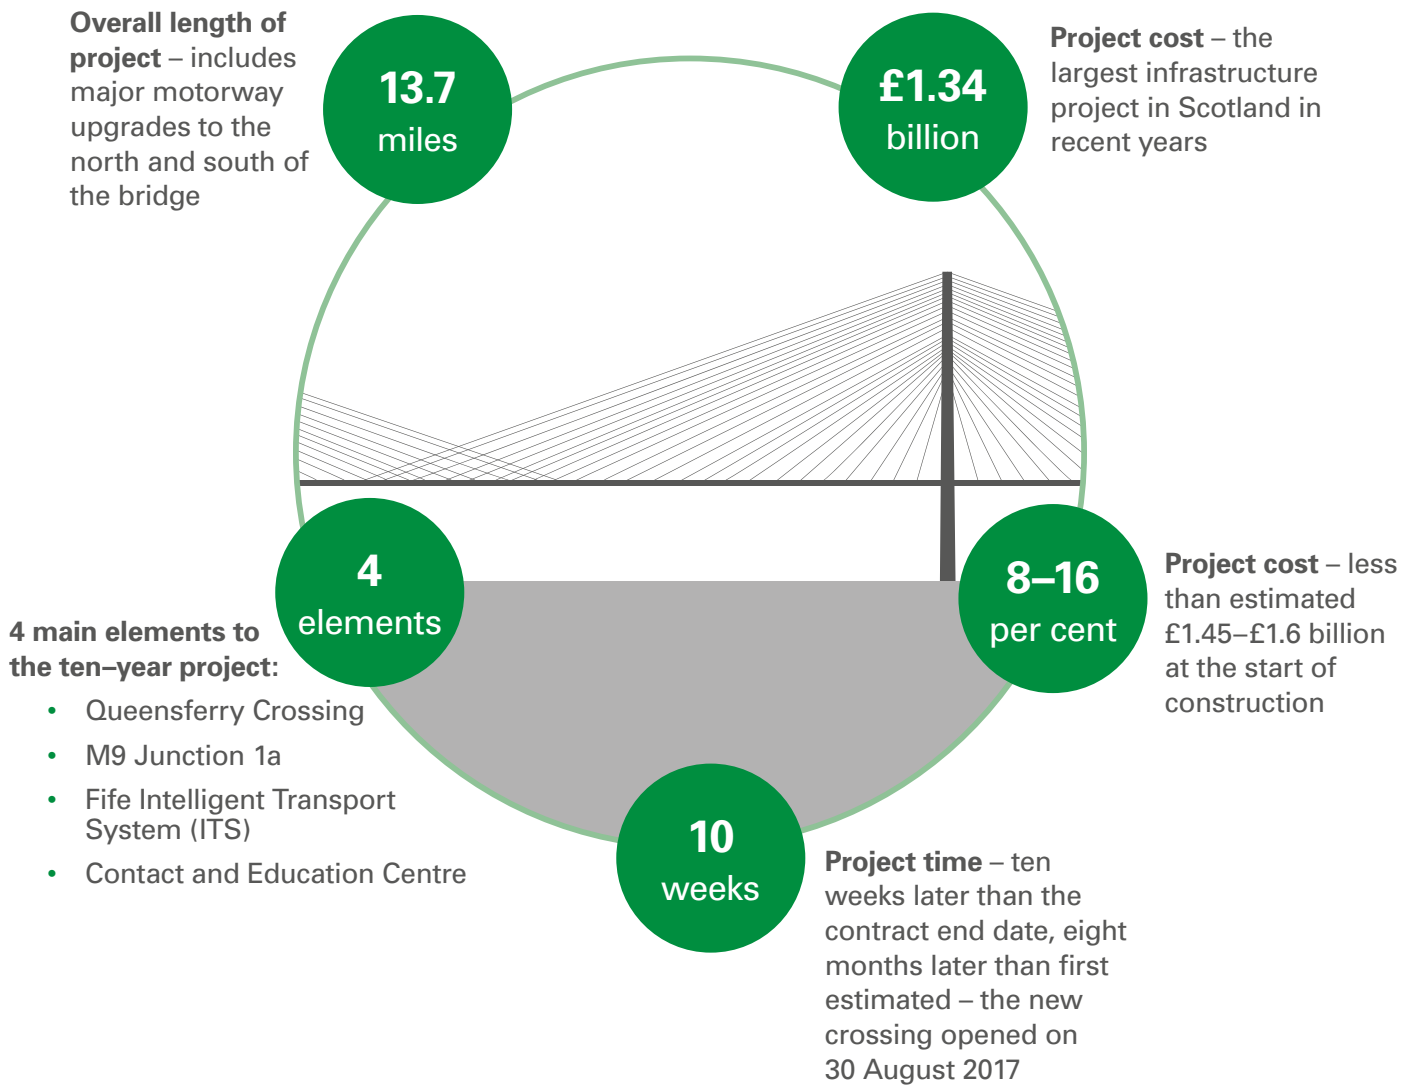 Overall length of
project – includes
major motorway
upgrades to the
north and south of
the bridge
13.7
miles
£1.34
billion
Project cost – the
largest infrastructure
project in Scotland in
recent years
4
elements
4 main elements to
the ten–year project:
• Queensferry Crossing
• M9 Junction 1a
• Fife Intelligent Transport
System (ITS)
• Contact and Education Centre
8–16
per cent
Project cost – less
than estimated
£1.45–£1.6 billion
at the start of
construction
10
weeks
Project time – ten
weeks later than the
contract end date, eight
months later than first
estimated – the new
crossing opened on
30 August 2017